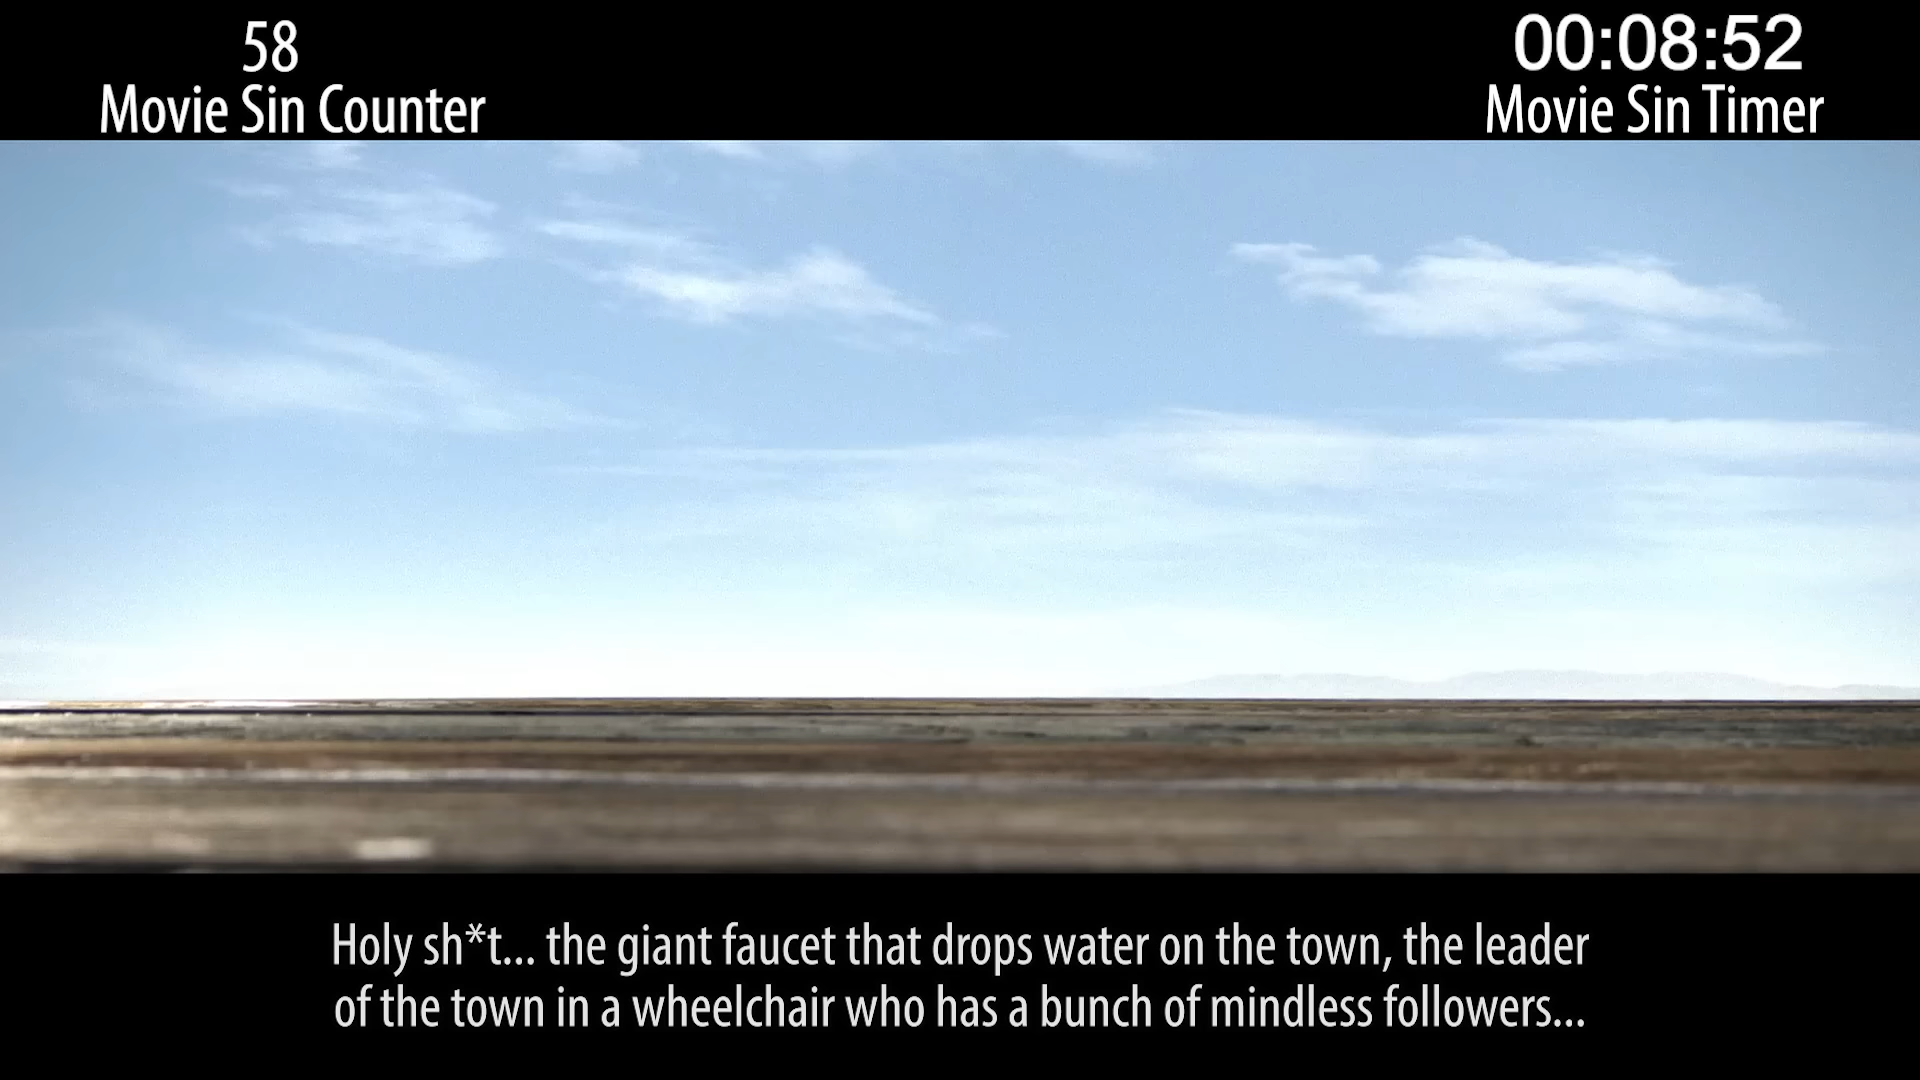 58
Movie Sin Counter
00:08:52
Movie Sin Timer
Holy sh*t... the giant faucet that drops water on the town, the leader
of the town in a wheelchair who has a bunch of mindless followers...